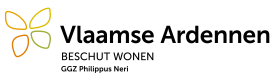 Vlaamse Ardennen
BESCHUT WONEN
GGZ Philippus Neri